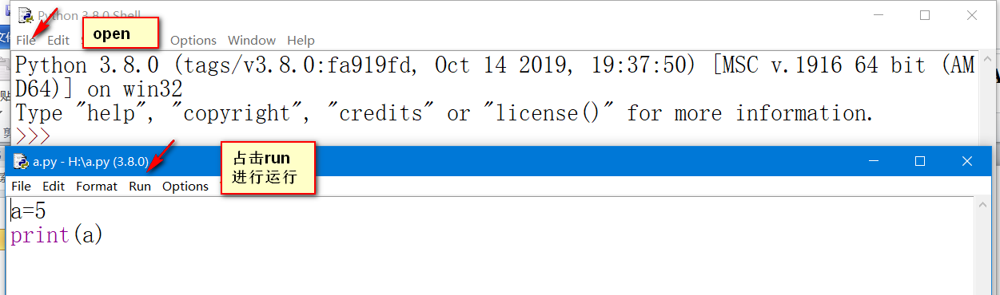 Python 3.8.0 Shell
File Edit
open
Options Window Help
Python 3.8.0 (tags/v3.8.0:fa919fd, Oct 14 2019, 19:37:50) [MSC v.1916 64 bit (AM
D64)] on win32
Type "help", "copyright", "credits" or "license()" for more information.
>>>
a.py - H:\a.py (3.8.0)
占击run
进行运行
File Edit Format Run Options
a=5
print(a)